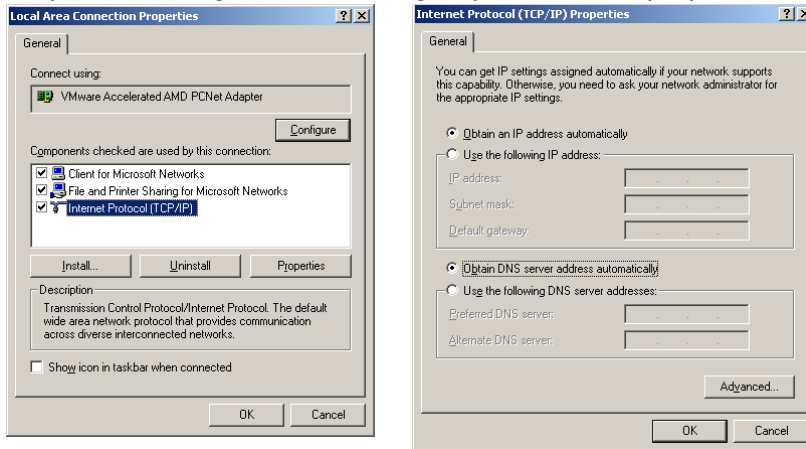 Local Area Connection Properties
General
Connect using:
VMware Accelerated AMD PCNet Adapter
Configure
Components checked are used by this connection:
Client for Microsoft Networks
File and Printer Sharing for Microsoft Networks
Internet Protocol (TCP/IP)
Install...
Uninstall
Properties
Description
Transmission Control Protocol/Internet Protocol. The default
wide area network protocol that provides communication
across diverse interconnected networks.
Show icon in taskbar when connected
OK
Cancel
Internet Protocol (TCP/IP) Properties
General
You can get IP settings assigned automatically if your network supports
this capability. Otherwise, you need to ask your network administrator for
the appropriate IP settings.
Obtain an IP address automatically
Use the following IP address:
IP address:
Subnet mask:
Default gateway:
Obtain DNS server address automatically
Use the following DNS server addresses:
Preferred DNS server:
Alternate DNS server:
Advanced...
OK
Cancel